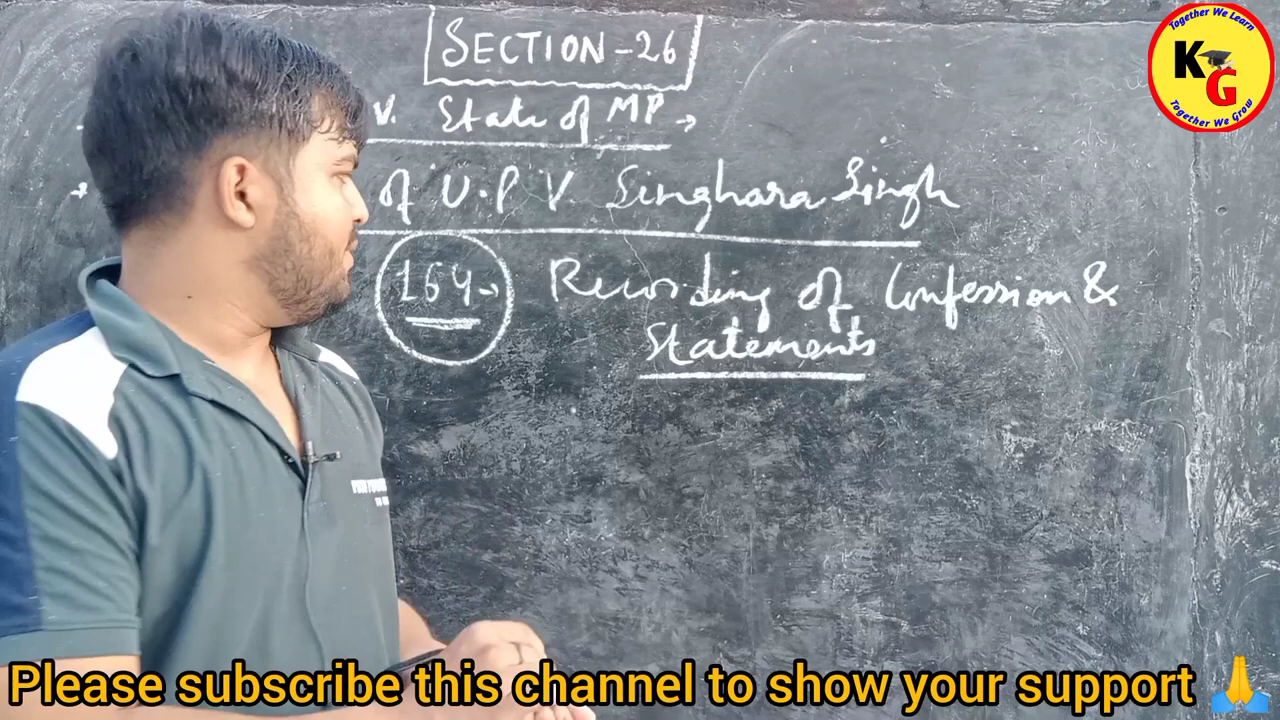 SECTION-26
V. State of MP →
→ of U.P V. Singhara Singh
164→ Recording of Confession &
Statements
Together We Learn
KG
Together We Grow
Please subscribe this channel to show your support 🙏